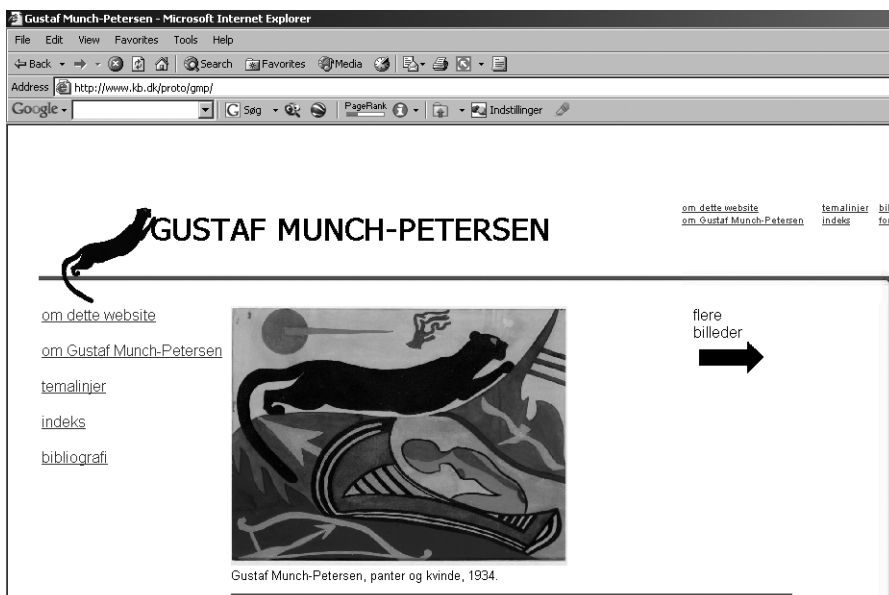 Gustaf Munch-Petersen - Microsoft Internet Explorer
File Edit View Favorites Tools Help
Back Search Favorites Media
Address http://www.kb.dk/proto/gmp/
Google Søg PageRank Indstillinger
om dette website temalinjer
om Gustaf Munch-Petersen indeks
GUSTAF MUNCH-PETERSEN
om dette website
om Gustaf Munch-Petersen
temalinjer
indeks
bibliografi
flere
billeder
Gustaf Munch-Petersen, panter og kvinde, 1934.